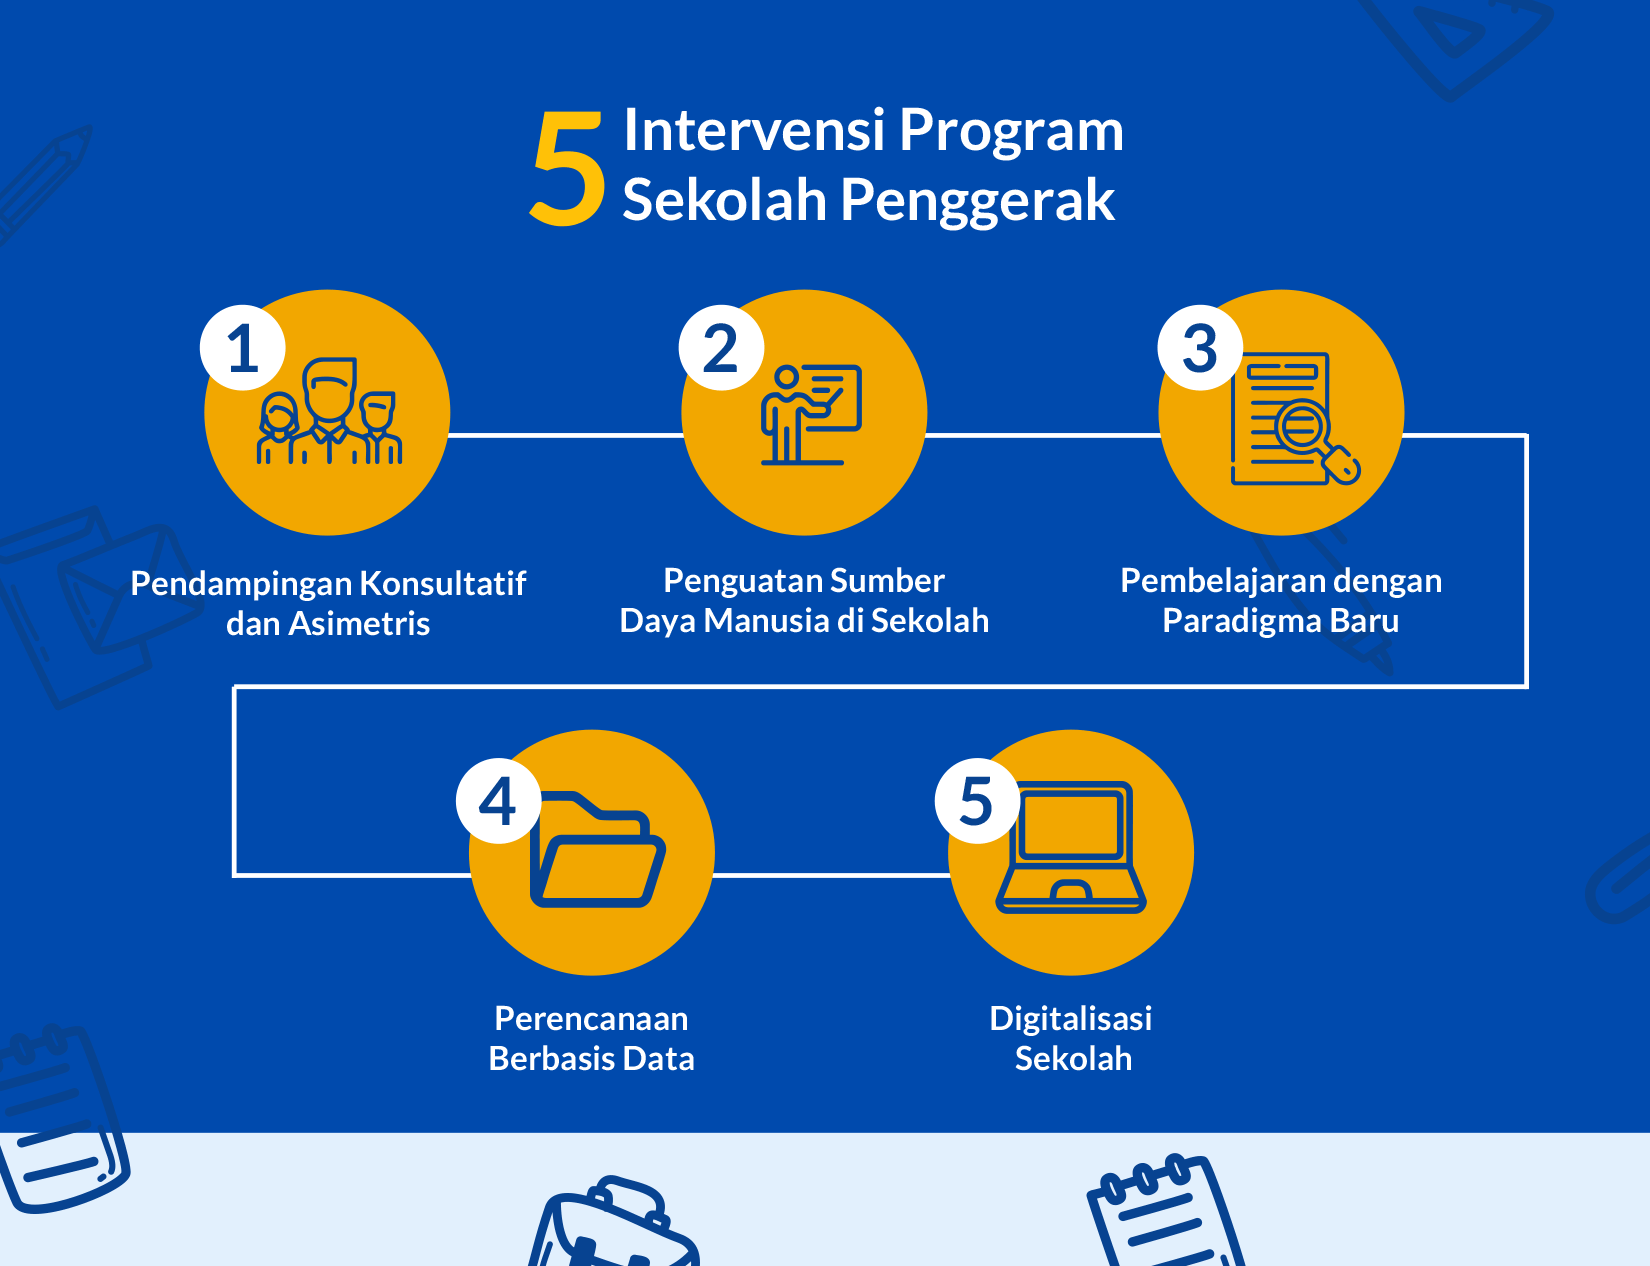 5 Intervensi Program
Sekolah Penggerak
1
Pendampingan Konsultatif
dan Asimetris
2
Penguatan Sumber
Daya Manusia di Sekolah
3
Pembelajaran dengan
Paradigma Baru
4
Perencanaan
Berbasis Data
5
Digitalisasi
Sekolah